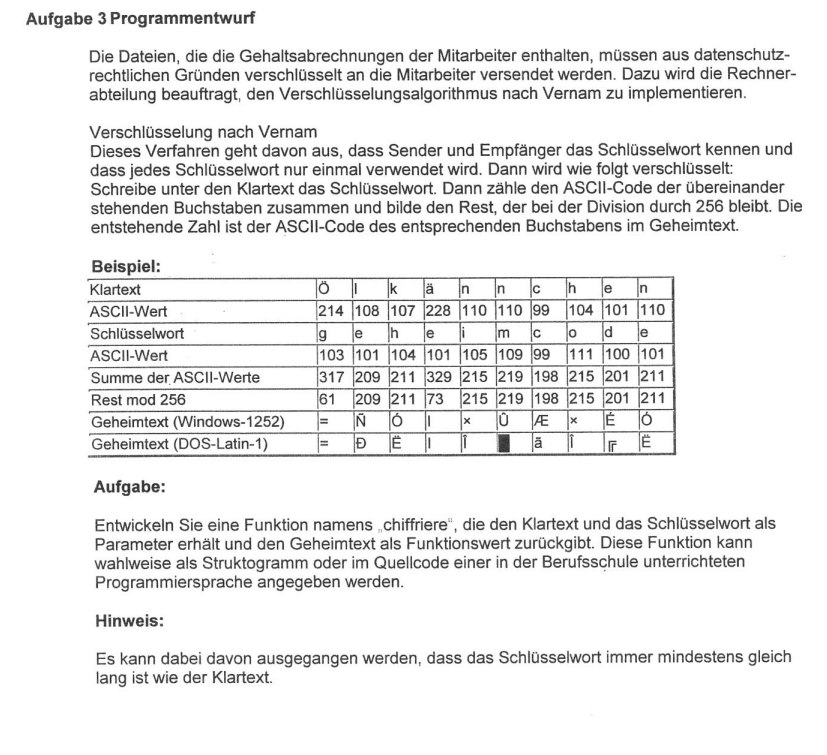 Aufgabe 3 Programmentwurf
Die Dateien, die die Gehaltsabrechnungen der Mitarbeiter enthalten, müssen aus datenschutz-
rechtlichen Gründen verschlüsselt an die Mitarbeiter versendet werden. Dazu wird die Rechner-
abteilung beauftragt, den Verschlüsselungsalgorithmus nach Vernam zu implementieren.
Verschlüsselung nach Vernam
Dieses Verfahren geht davon aus, dass Sender und Empfänger das Schlüsselwort kennen und
dass jedes Schlüsselwort nur einmal verwendet wird. Dann wird wie folgt verschlüsselt:
Schreibe unter den Klartext das Schlüsselwort. Dann zähle den ASCII-Code der übereinander
stehenden Buchstaben zusammen und bilde den Rest, der bei der Division durch 256 bleibt. Die
entstehende Zahl ist der ASCII-Code des entsprechenden Buchstabens im Geheimtext.
Beispiel:
Klartext Ö l k ä n n c h e n
ASCII-Wert 214 108 107 228 110 110 99 104 101 110
Schlüsselwort g e h e i m c o d e
ASCII-Wert 103 101 104 101 105 109 99 111 100 101
Summe der ASCII-Werte 317 209 211 329 215 219 198 215 201 211
Rest mod 256 61 209 211 73 215 219 198 215 201 211
Geheimtext (Windows-1252) = Ñ Ó I × Û Æ × É Ó
Geheimtext (DOS-Latin-1) = Ð Ë I Î █ ã Î ╔ Ë
Aufgabe:
Entwickeln Sie eine Funktion namens „chiffriere“, die den Klartext und das Schlüsselwort als
Parameter erhält und den Geheimtext als Funktionswert zurückgibt. Diese Funktion kann
wahlweise als Struktogramm oder im Quellcode einer in der Berufsschule unterrichteten
Programmiersprache angegeben werden.
Hinweis:
Es kann dabei davon ausgegangen werden, dass das Schlüsselwort immer mindestens gleich
lang ist wie der Klartext.